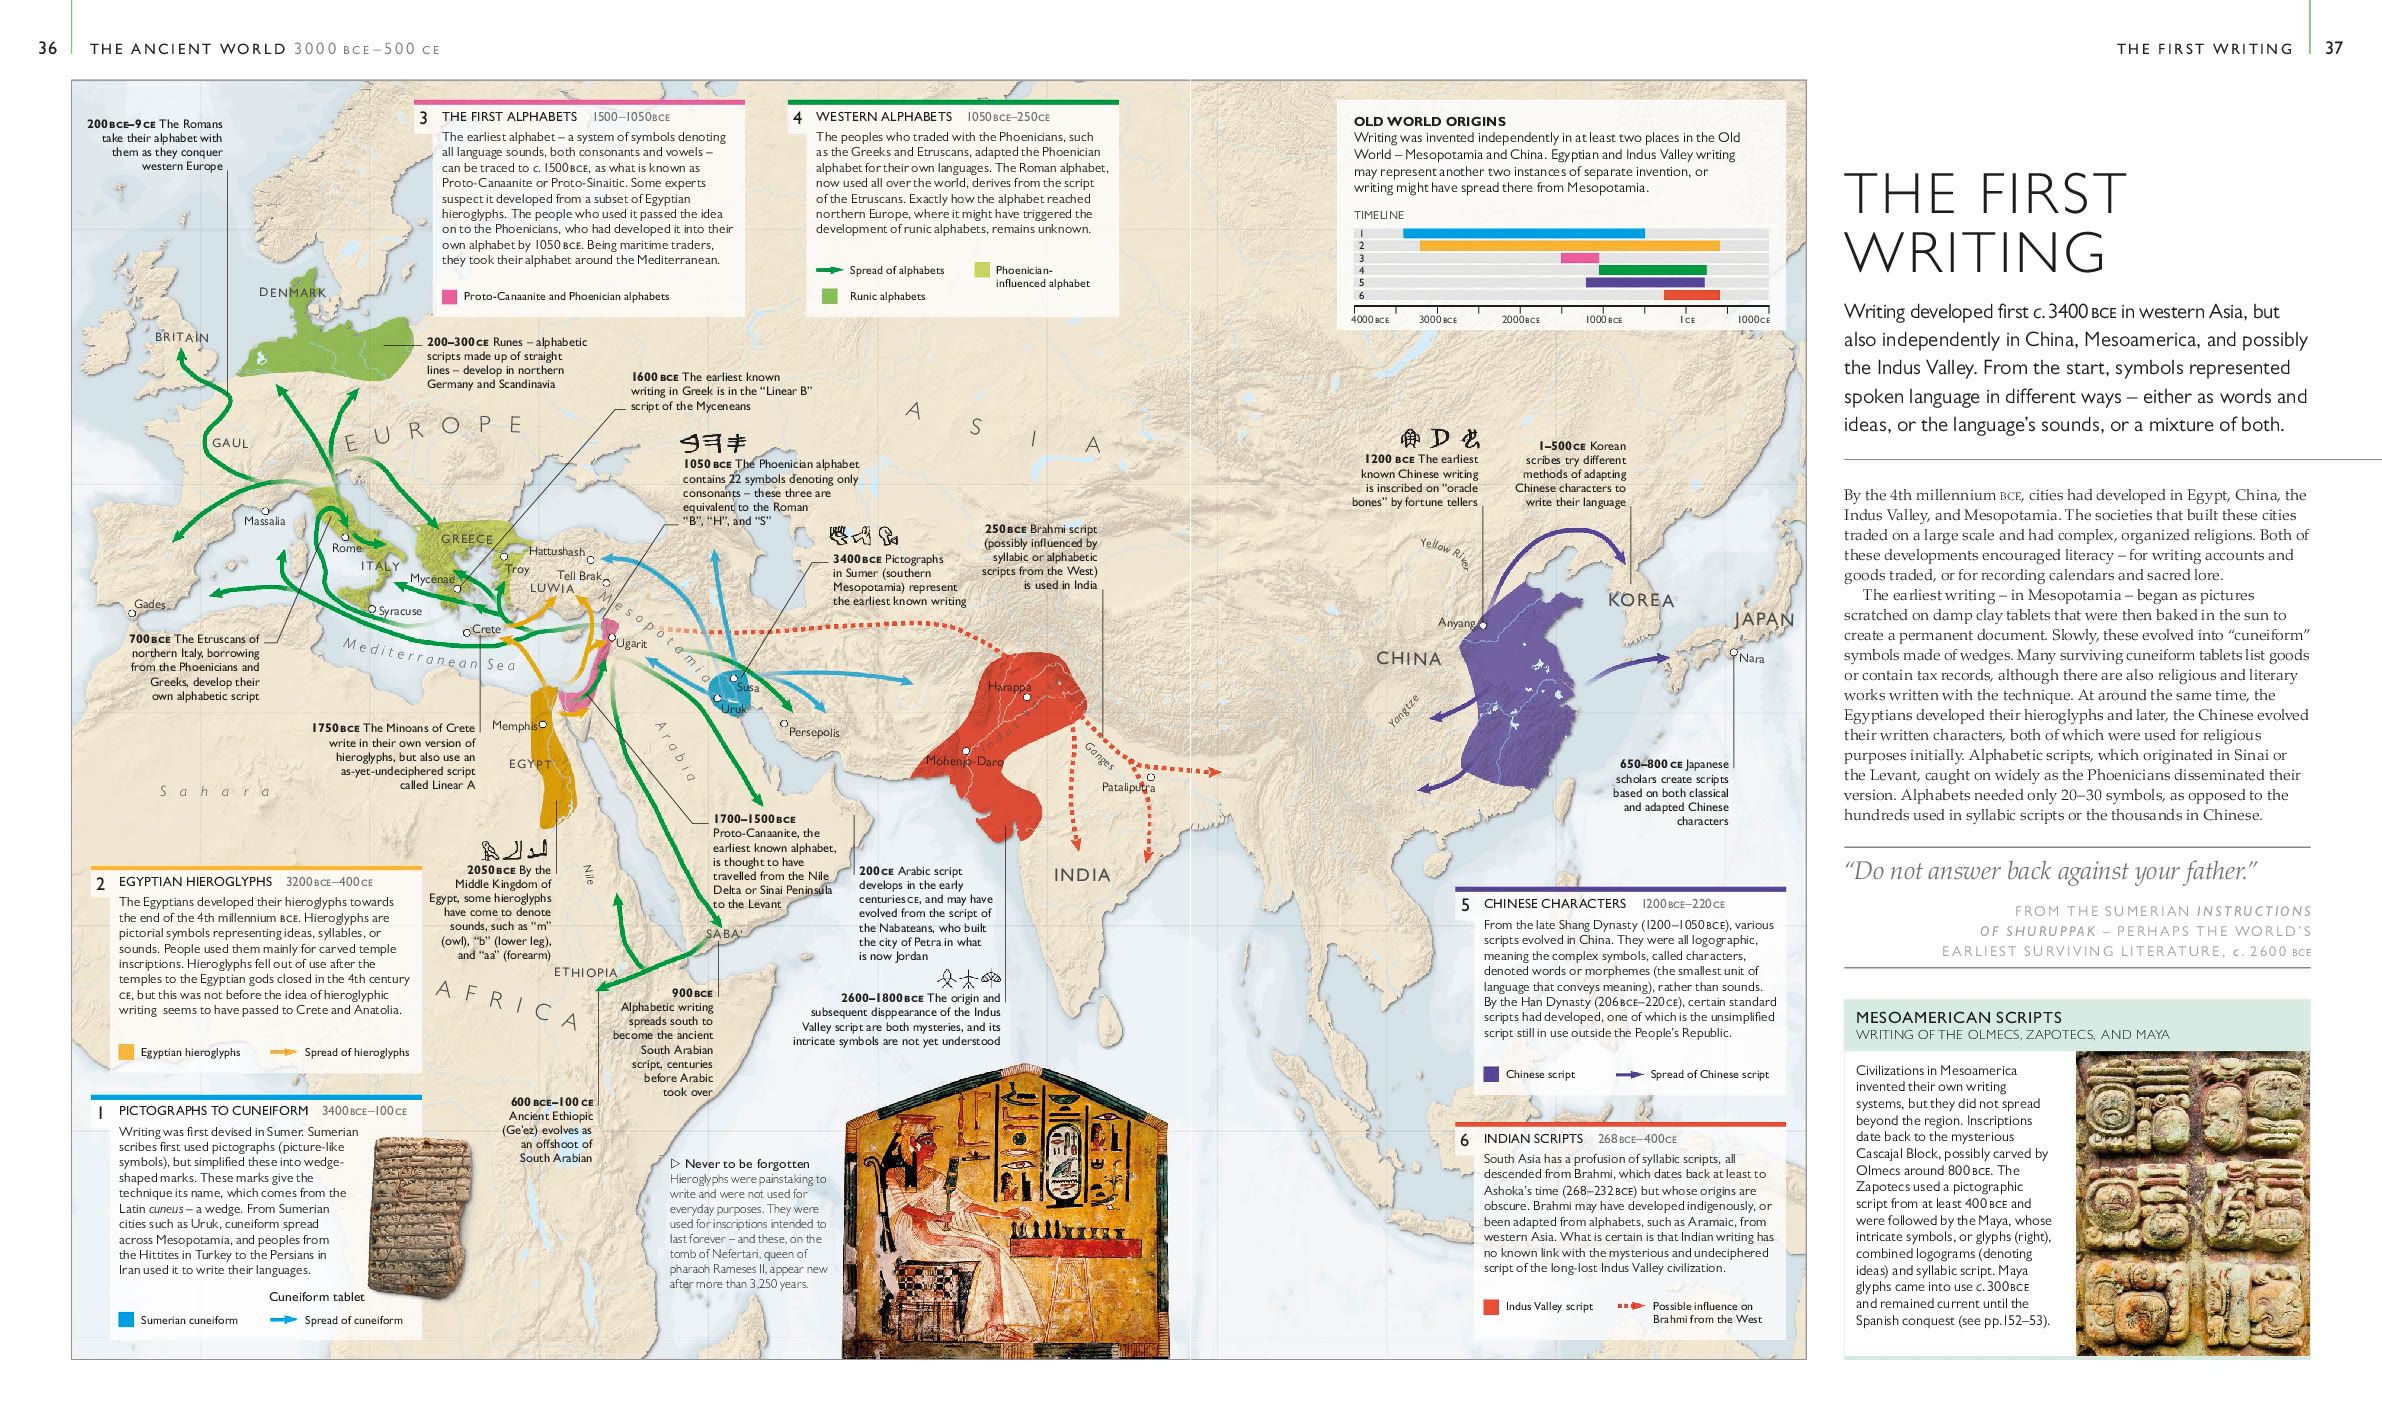 36
THE ANCIENT WORLD 3000 BCE–500 CE
THE FIRST WRITING
37
200 BCE–9 CE The Romans
take their alphabet with
them as they conquer
western Europe
3 THE FIRST ALPHABETS 1500–1050 BCE
The earliest alphabet – a system of symbols denoting
all language sounds, both consonants and vowels –
can be traced to c. 1500 BCE, as what is known as
Proto-Canaanite or Proto-Sinaitic. Some experts
suspect it developed from a subset of Egyptian
hieroglyphs. The people who used it passed the idea
on to the Phoenicians, who had developed it into their
own alphabet by 1050 BCE. Being maritime traders,
they took their alphabet around the Mediterranean.
Proto-Canaanite and Phoenician alphabets
4 WESTERN ALPHABETS 1050 BCE–250 CE
The peoples who traded with the Phoenicians, such
as the Greeks and Etruscans, adapted the Phoenician
alphabet for their own languages. The Roman alphabet,
now used all over the world, derives from the script
of the Etruscans. Exactly how the alphabet reached
northern Europe, where it might have triggered the
development of runic alphabets, remains unknown.
Spread of alphabets
Phoenician-
influenced alphabet
Runic alphabets
OLD WORLD ORIGINS
Writing was invented independently in at least two places in the Old
World – Mesopotamia and China. Egyptian and Indus Valley writing
may represent another two instances of separate invention, or
writing might have spread there from Mesopotamia.
TIMELINE
1
2
3
4
5
6
4000 BCE 3000 BCE 2000 BCE 1000 BCE 1 CE 1000 CE
DENMARK
BRITAIN
200–300 CE Runes – alphabetic
scripts made up of straight
lines – develop in northern
Germany and Scandinavia
1600 BCE The earliest known
writing in Greek is in the “Linear B”
script of the Myceneans
EUROPE
ASIA
GAUL
1050 BCE The Phoenician alphabet
contains 22 symbols denoting only
consonants – these three are
equivalent to the Roman
“B”, “H”, and “S”
3400 BCE Pictographs
in Sumer (southern
Mesopotamia) represent
the earliest known writing
250 BCE Brahmi script
(possibly influenced by
syllabic or alphabetic
scripts from the West)
is used in India
1200 BCE The earliest
known Chinese writing
is inscribed on “oracle
bones” by fortune tellers
1–500 CE Korean
scribes try different
methods of adapting
Chinese characters to
write their language
Massalia
Rome
ITALY
GREECE
Hattushash
Troy
Tell Brak
LUWIA
Mycenae
Gades
Syracuse
Crete
Mesopotamia
Ugarit
Mediterranean Sea
Susa
Uruk
Persepolis
Memphis
EGYPT
Arabia
Sahara
Nile
Harappa
Indus Valley
Mohenjo-Daro
Ganges
Pataliputra
INDIA
Yellow River
Anyang
CHINA
Yangtze
KOREA
JAPAN
Nara
700 BCE The Etruscans of
northern Italy, borrowing
from the Phoenicians and
Greeks, develop their
own alphabetic script
1750 BCE The Minoans of Crete
write in their own version of
hieroglyphs, but also use an
as-yet-undeciphered script
called Linear A
650–800 CE Japanese
scholars create scripts
based on both classical
and adapted Chinese
characters
1700–1500 BCE
Proto-Canaanite, the
earliest known alphabet,
is thought to have
travelled from the Nile
Delta or Sinai Peninsula
to the Levant
200 CE Arabic script
develops in the early
centuries CE, and may have
evolved from the script of
the Nabateans, who built
the city of Petra in what
is now Jordan
2050 BCE By the
Middle Kingdom of
Egypt, some hieroglyphs
have come to denote
sounds, such as “m”
(owl), “b” (lower leg),
and “aa” (forearm)
SABA'
ETHIOPIA
AFRICA
900 BCE
Alphabetic writing
spreads south to
become the ancient
South Arabian
script, centuries
before Arabic
took over
2600–1800 BCE The origin and
subsequent disppearance of the Indus
Valley script are both mysteries, and its
intricate symbols are not yet understood
600 BCE–100 CE
Ancient Ethiopic
(Ge'ez) evolves as
an offshoot of
South Arabian
2 EGYPTIAN HIEROGLYPHS 3200 BCE–400 CE
The Egyptians developed their hieroglyphs towards
the end of the 4th millennium BCE. Hieroglyphs are
pictorial symbols representing ideas, syllables, or
sounds. People used them mainly for carved temple
inscriptions. Hieroglyphs fell out of use after the
temples to the Egyptian gods closed in the 4th century
CE, but this was not before the idea of hieroglyphic
writing seems to have passed to Crete and Anatolia.
Egyptian hieroglyphs
Spread of hieroglyphs
1 PICTOGRAPHS TO CUNEIFORM 3400 BCE–100 CE
Writing was first devised in Sumer. Sumerian
scribes first used pictographs (picture-like
symbols), but simplified these into wedge-
shaped marks. These marks give the
technique its name, which comes from the
Latin cuneus – a wedge. From Sumerian
cities such as Uruk, cuneiform spread
across Mesopotamia, and peoples from
the Hittites in Turkey to the Persians in
Iran used it to write their languages.
Cuneiform tablet
Sumerian cuneiform
Spread of cuneiform
▷ Never to be forgotten
Hieroglyphs were painstaking to
write and were not used for
everyday purposes. They were
used for inscriptions intended to
last forever – and these, on the
tomb of Nefertari, queen of
pharaoh Rameses II, appear new
after more than 3,250 years.
5 CHINESE CHARACTERS 1200 BCE–220 CE
From the late Shang Dynasty (1200–1050 BCE), various
scripts evolved in China. They were all logographic,
meaning the complex symbols, called characters,
denoted words or morphemes (the smallest unit of
language that conveys meaning), rather than sounds.
By the Han Dynasty (206 BCE–220 CE), certain standard
scripts had developed, one of which is the unsimplified
script still in use outside the People's Republic.
Chinese script
Spread of Chinese script
6 INDIAN SCRIPTS 268 BCE–400 CE
South Asia has a profusion of syllabic scripts, all
descended from Brahmi, which dates back at least to
Ashoka's time (268–232 BCE) but whose origins are
obscure. Brahmi may have developed indigenously, or
been adapted from alphabets, such as Aramaic, from
western Asia. What is certain is that Indian writing has
no known link with the mysterious and undeciphered
script of the long-lost Indus Valley civilization.
Indus Valley script
Possible influence on
Brahmi from the West
THE FIRST
WRITING
Writing developed first c. 3400 BCE in western Asia, but
also independently in China, Mesoamerica, and possibly
the Indus Valley. From the start, symbols represented
spoken language in different ways – either as words and
ideas, or the language's sounds, or a mixture of both.
By the 4th millennium BCE, cities had developed in Egypt, China, the
Indus Valley, and Mesopotamia. The societies that built these cities
traded on a large scale and had complex, organized religions. Both of
these developments encouraged literacy – for writing accounts and
goods traded, or for recording calendars and sacred lore.
The earliest writing – in Mesopotamia – began as pictures
scratched on damp clay tablets that were then baked in the sun to
create a permanent document. Slowly, these evolved into “cuneiform”
symbols made of wedges. Many surviving cuneiform tablets list goods
or contain tax records, although there are also religious and literary
works written with the technique. At around the same time, the
Egyptians developed their hieroglyphs and later, the Chinese evolved
their written characters, both of which were used for religious
purposes initially. Alphabetic scripts, which originated in Sinai or
the Levant, caught on widely as the Phoenicians disseminated their
version. Alphabets needed only 20–30 symbols, as opposed to the
hundreds used in syllabic scripts or the thousands in Chinese.
“Do not answer back against your father.”
FROM THE SUMERIAN INSTRUCTIONS
OF SHURUPPAK – PERHAPS THE WORLD'S
EARLIEST SURVIVING LITERATURE, c. 2600 BCE
MESOAMERICAN SCRIPTS
WRITING OF THE OLMECS, ZAPOTECS, AND MAYA
Civilizations in Mesoamerica
invented their own writing
systems, but they did not spread
beyond the region. Inscriptions
date back to the mysterious
Cascajal Block, possibly carved by
Olmecs around 800 BCE. The
Zapotecs used a pictographic
script from at least 400 BCE and
were followed by the Maya, whose
intricate symbols, or glyphs (right),
combined logograms (denoting
ideas) and syllabic script. Maya
glyphs came into use c. 300 BCE
and remained current until the
Spanish conquest (see pp.152–53).